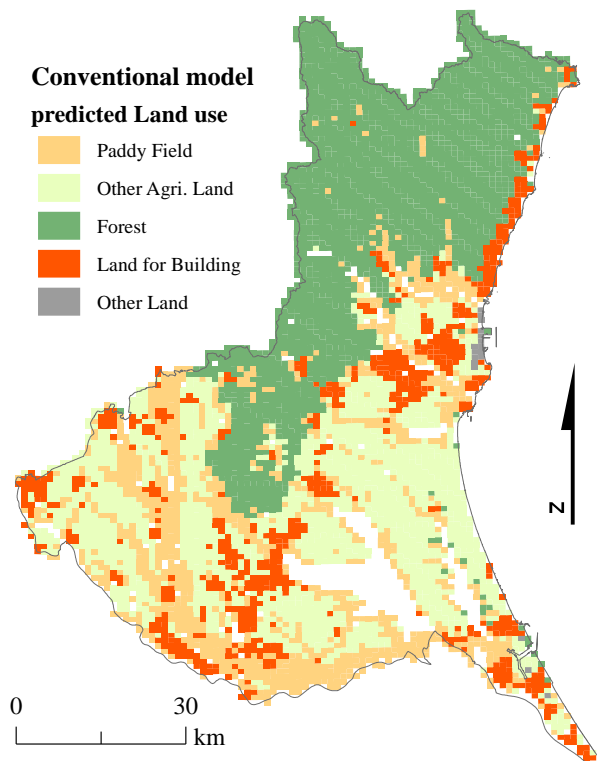 Conventional model
predicted Land use
Paddy Field
Other Agri. Land
Forest
Land for Building
Other Land
N
0 30
km